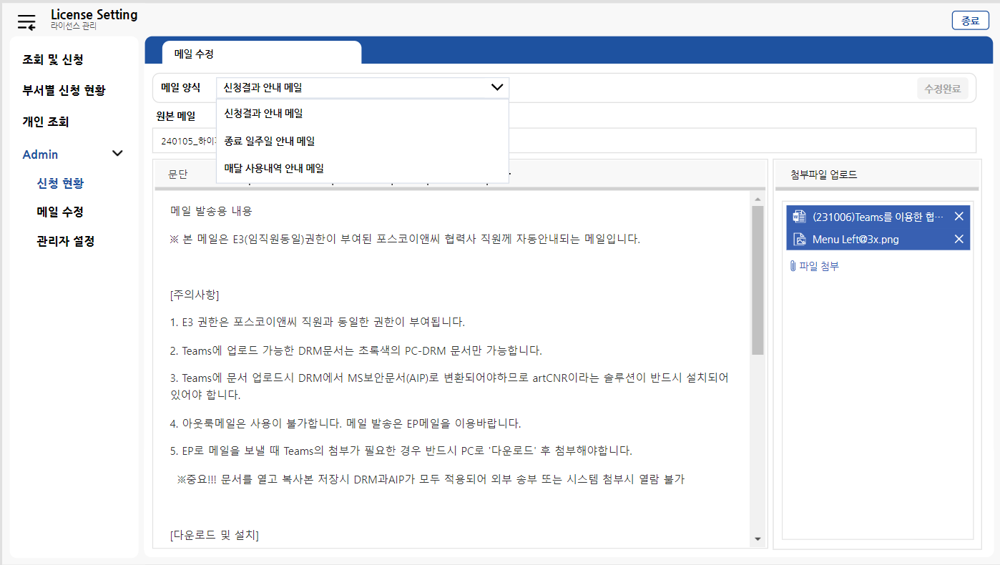 License Setting
라이선스 관리
종료
조회 및 신청
부서별 신청 현황
개인 조회
Admin
신청 현황
메일 수정
관리자 설정
메일 수정
메일 양식
신청결과 안내 메일
수정완료
신청결과 안내 메일
종료 일주일 안내 메일
매달 사용내역 안내 메일
원본 메일
240105_하이
문단
메일 발송용 내용
※ 본 메일은 E3(임직원동일)권한이 부여된 포스코이앤씨 협력사 직원께 자동안내되는 메일입니다.
[주의사항]
1. E3 권한은 포스코이앤씨 직원과 동일한 권한이 부여됩니다.
2. Teams에 업로드 가능한 DRM문서는 초록색의 PC-DRM 문서만 가능합니다.
3. Teams에 문서 업로드시 DRM에서 MS보안문서(AIP)로 변환되어야하므로 artCNR이라는 솔루션이 반드시 설치되어
있어야 합니다.
4. 아웃룩메일은 사용이 불가합니다. 메일 발송은 EP메일을 이용바랍니다.
5. EP로 메일을 보낼 때 Teams의 첨부가 필요한 경우 반드시 PC로 '다운로드' 후 첨부해야합니다.
※중요!!! 문서를 열고 복사본 저장시 DRM과AIP가 모두 적용되어 외부 송부 또는 시스템 첨부시 열람 불가
[다운로드 및 설치]
첨부파일 업로드
(231006)Teams를 이용한 협···
Menu Left@3x.png
파일 첨부